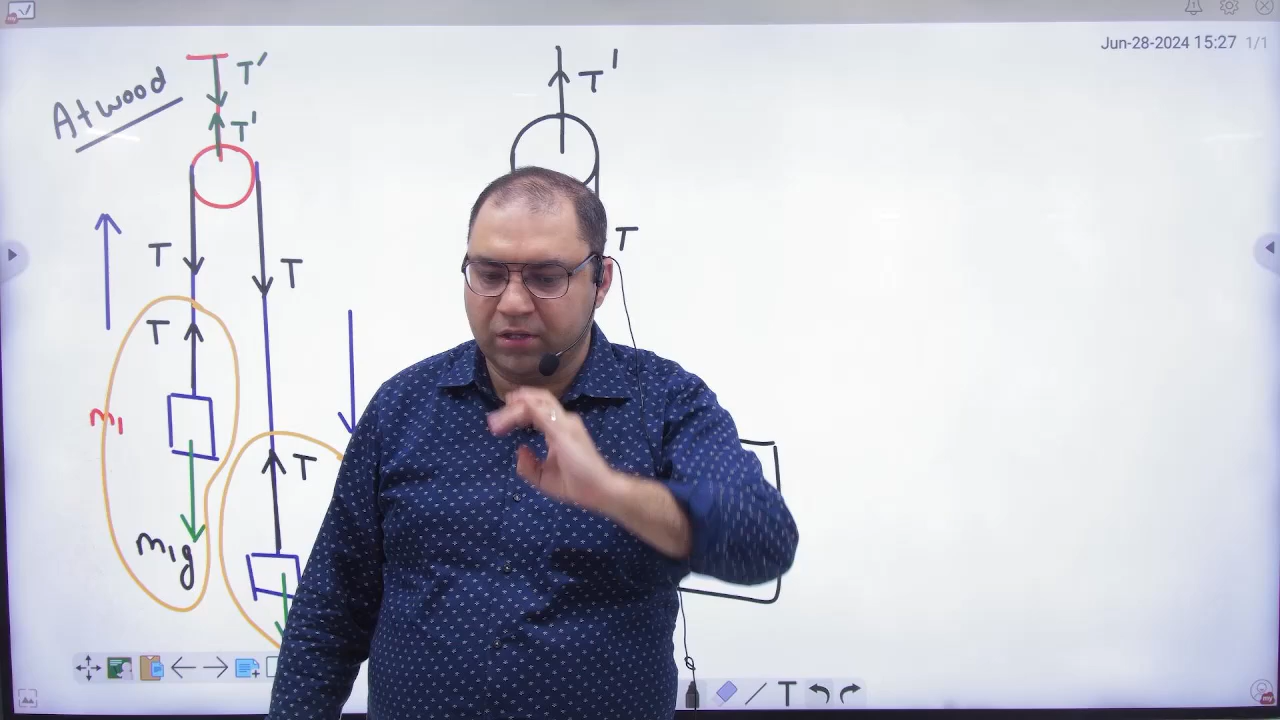 Jun-28-2024 15:27 1/1
Atwood
T'
T'
T'
T
T
T
T
m₁
T
m₁g
T